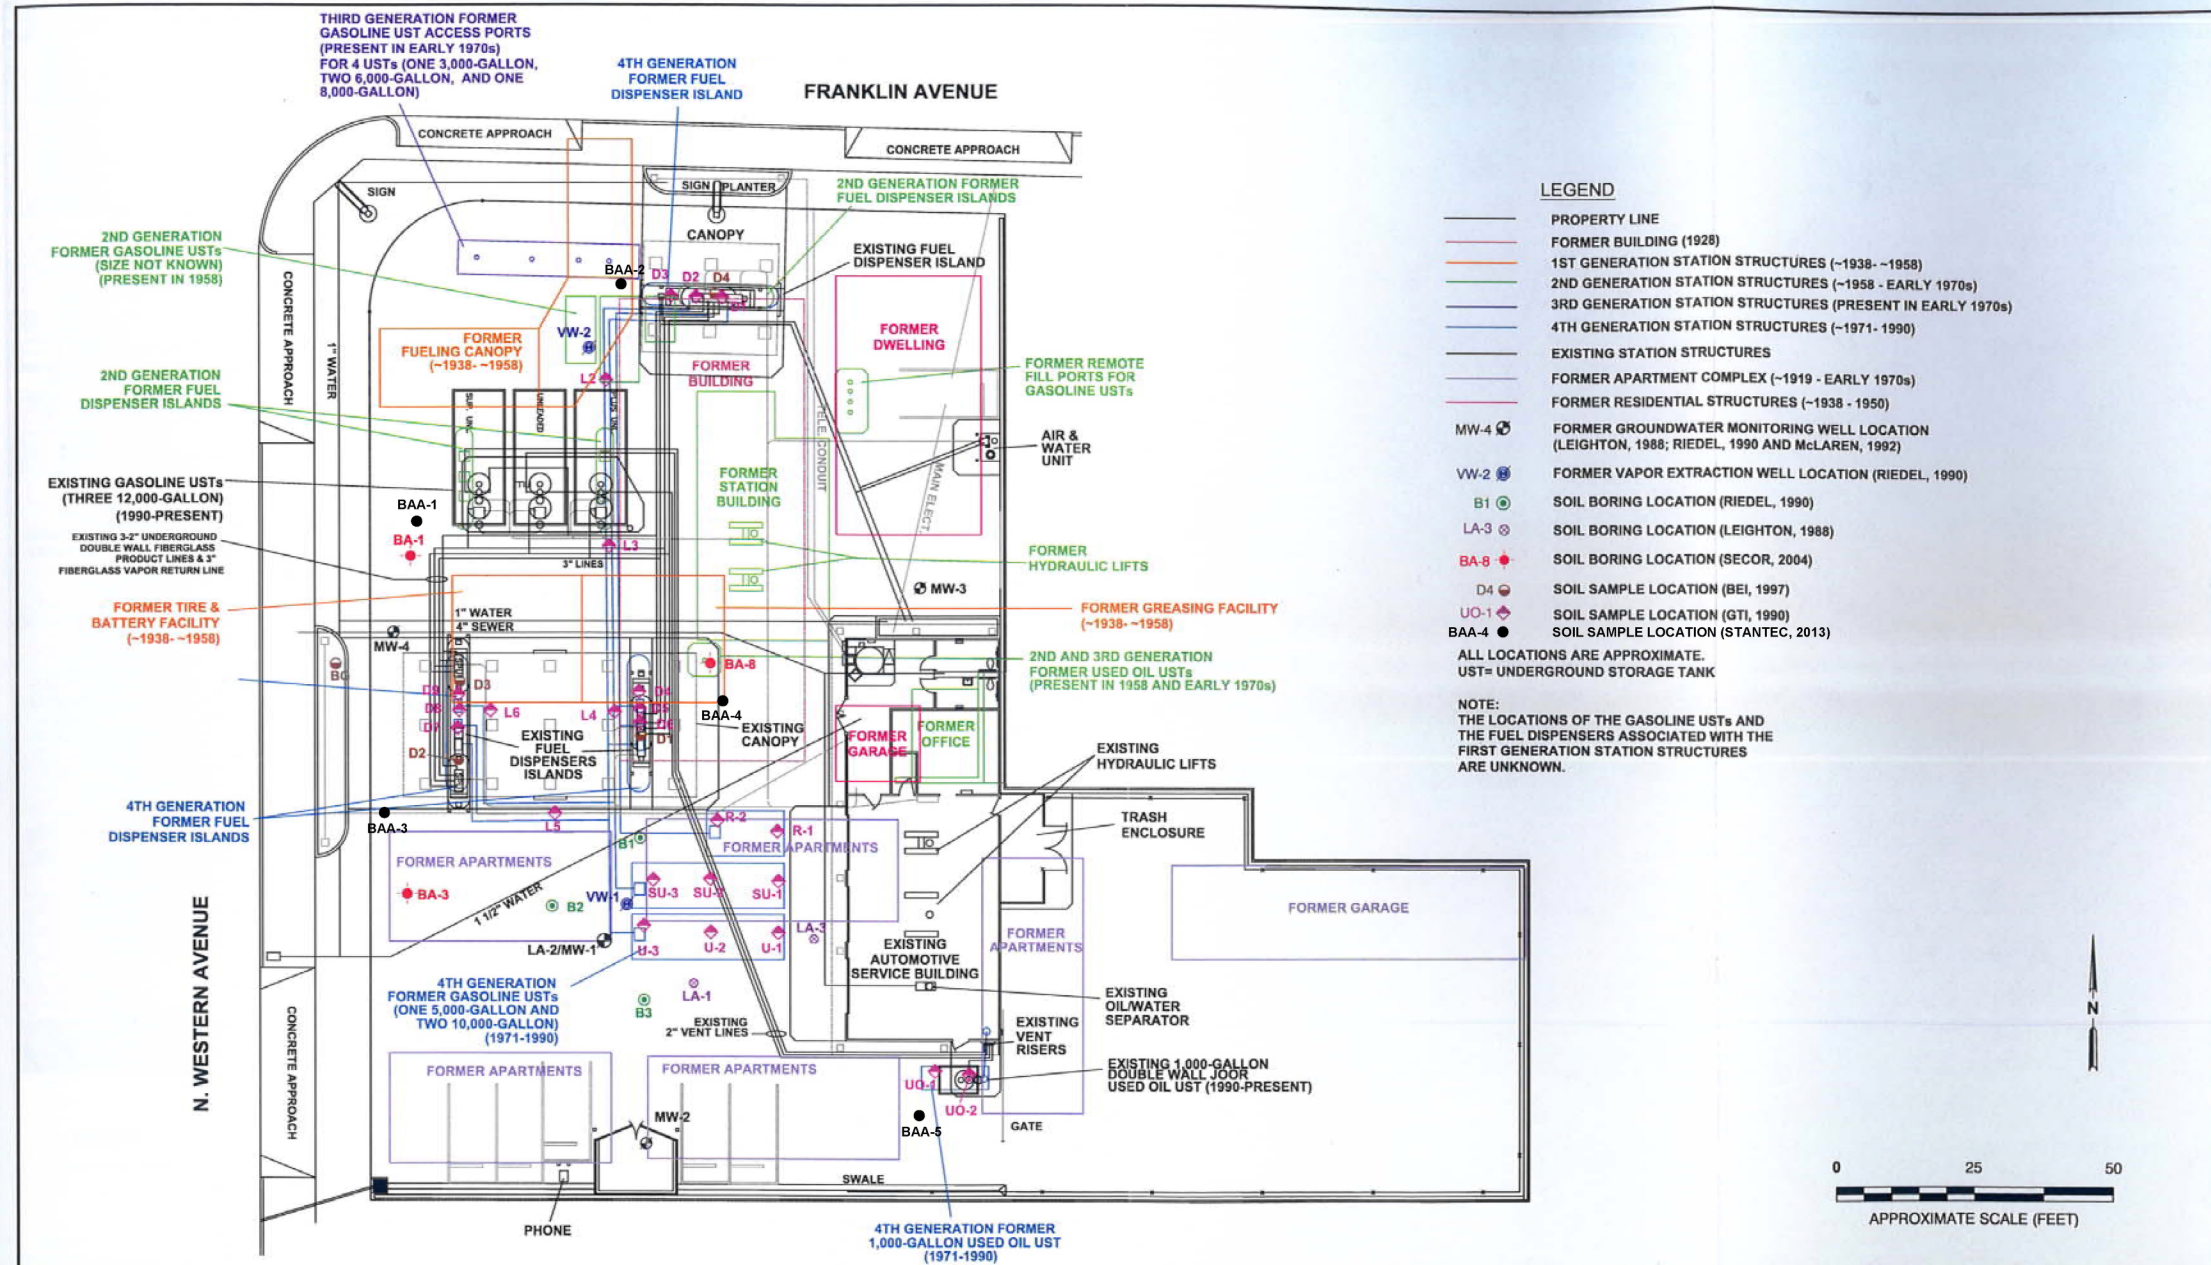 THIRD GENERATION FORMER
GASOLINE UST ACCESS PORTS
(PRESENT IN EARLY 1970s)
FOR 4 USTs (ONE 3,000-GALLON,
TWO 6,000-GALLON, AND ONE
8,000-GALLON)
4TH GENERATION
FORMER FUEL
DISPENSER ISLAND
FRANKLIN AVENUE
CONCRETE APPROACH
CONCRETE APPROACH
SIGN
SIGN
PLANTER
2ND GENERATION FORMER
FUEL DISPENSER ISLANDS
CANOPY
2ND GENERATION
FORMER GASOLINE USTs
(SIZE NOT KNOWN)
(PRESENT IN 1958)
EXISTING FUEL
DISPENSER ISLAND
BAA-2
D3
D2
D4
CONCRETE APPROACH
1" WATER
VW-2
FORMER
FUELING CANOPY
(~1938- ~1958)
FORMER
DWELLING
FORMER
BUILDING
L2
2ND GENERATION
FORMER FUEL
DISPENSER ISLANDS
FORMER REMOTE
FILL PORTS FOR
GASOLINE USTs
SUP. UNL.
UNLEADED
PLUS UNL.
TELE. CONDUIT
MAIN ELECT.
AIR &
WATER
UNIT
FORMER
STATION
BUILDING
EXISTING GASOLINE USTs
(THREE 12,000-GALLON)
(1990-PRESENT)
BAA-1
BA-1
EXISTING 3-2" UNDERGROUND
DOUBLE WALL FIBERGLASS
PRODUCT LINES & 3"
FIBERGLASS VAPOR RETURN LINE
L3
3" LINES
FORMER
HYDRAULIC LIFTS
MW-3
FORMER TIRE &
BATTERY FACILITY
(~1938- ~1958)
1" WATER
4" SEWER
FORMER GREASING FACILITY
(~1938- ~1958)
MW-4
BG
BA-8
2ND AND 3RD GENERATION
FORMER USED OIL USTs
(PRESENT IN 1958 AND EARLY 1970s)
D9
D3
D8
D7
L6
L4
D4
D5
D6
D1
D2
BAA-4
EXISTING
CANOPY
EXISTING
FUEL
DISPENSERS
ISLANDS
FORMER
GARAGE
FORMER
OFFICE
EXISTING
HYDRAULIC LIFTS
4TH GENERATION
FORMER FUEL
DISPENSER ISLANDS
BAA-3
L5
R-2
R-1
B1
TRASH
ENCLOSURE
FORMER APARTMENTS
FORMER APARTMENTS
BA-3
1 1/2" WATER
B2
VW-1
SU-3
SU-2
SU-1
FORMER GARAGE
LA-2/MW-1
U-3
U-2
U-1
LA-3
FORMER
APARTMENTS
EXISTING
AUTOMOTIVE
SERVICE BUILDING
N. WESTERN AVENUE
CONCRETE APPROACH
4TH GENERATION
FORMER GASOLINE USTs
(ONE 5,000-GALLON AND
TWO 10,000-GALLON)
(1971-1990)
LA-1
B3
EXISTING
2" VENT LINES
EXISTING
OIL/WATER
SEPARATOR
EXISTING
VENT
RISERS
FORMER APARTMENTS
FORMER APARTMENTS
EXISTING 1,000-GALLON
DOUBLE WALL JOOR
USED OIL UST (1990-PRESENT)
UO-1
UO-2
MW-2
BAA-5
GATE
SWALE
PHONE
4TH GENERATION FORMER
1,000-GALLON USED OIL UST
(1971-1990)
LEGEND
PROPERTY LINE
FORMER BUILDING (1928)
1ST GENERATION STATION STRUCTURES (~1938- ~1958)
2ND GENERATION STATION STRUCTURES (~1958 - EARLY 1970s)
3RD GENERATION STATION STRUCTURES (PRESENT IN EARLY 1970s)
4TH GENERATION STATION STRUCTURES (~1971- 1990)
EXISTING STATION STRUCTURES
FORMER APARTMENT COMPLEX (~1919 - EARLY 1970s)
FORMER RESIDENTIAL STRUCTURES (~1938 - 1950)
MW-4 FORMER GROUNDWATER MONITORING WELL LOCATION
(LEIGHTON, 1988; RIEDEL, 1990 AND McLAREN, 1992)
VW-2 FORMER VAPOR EXTRACTION WELL LOCATION (RIEDEL, 1990)
B1 SOIL BORING LOCATION (RIEDEL, 1990)
LA-3 SOIL BORING LOCATION (LEIGHTON, 1988)
BA-8 SOIL BORING LOCATION (SECOR, 2004)
D4 SOIL SAMPLE LOCATION (BEI, 1997)
UO-1 SOIL SAMPLE LOCATION (GTI, 1990)
BAA-4 SOIL SAMPLE LOCATION (STANTEC, 2013)
ALL LOCATIONS ARE APPROXIMATE.
UST= UNDERGROUND STORAGE TANK
NOTE:
THE LOCATIONS OF THE GASOLINE USTs AND
THE FUEL DISPENSERS ASSOCIATED WITH THE
FIRST GENERATION STATION STRUCTURES
ARE UNKNOWN.
N
0 25 50
APPROXIMATE SCALE (FEET)